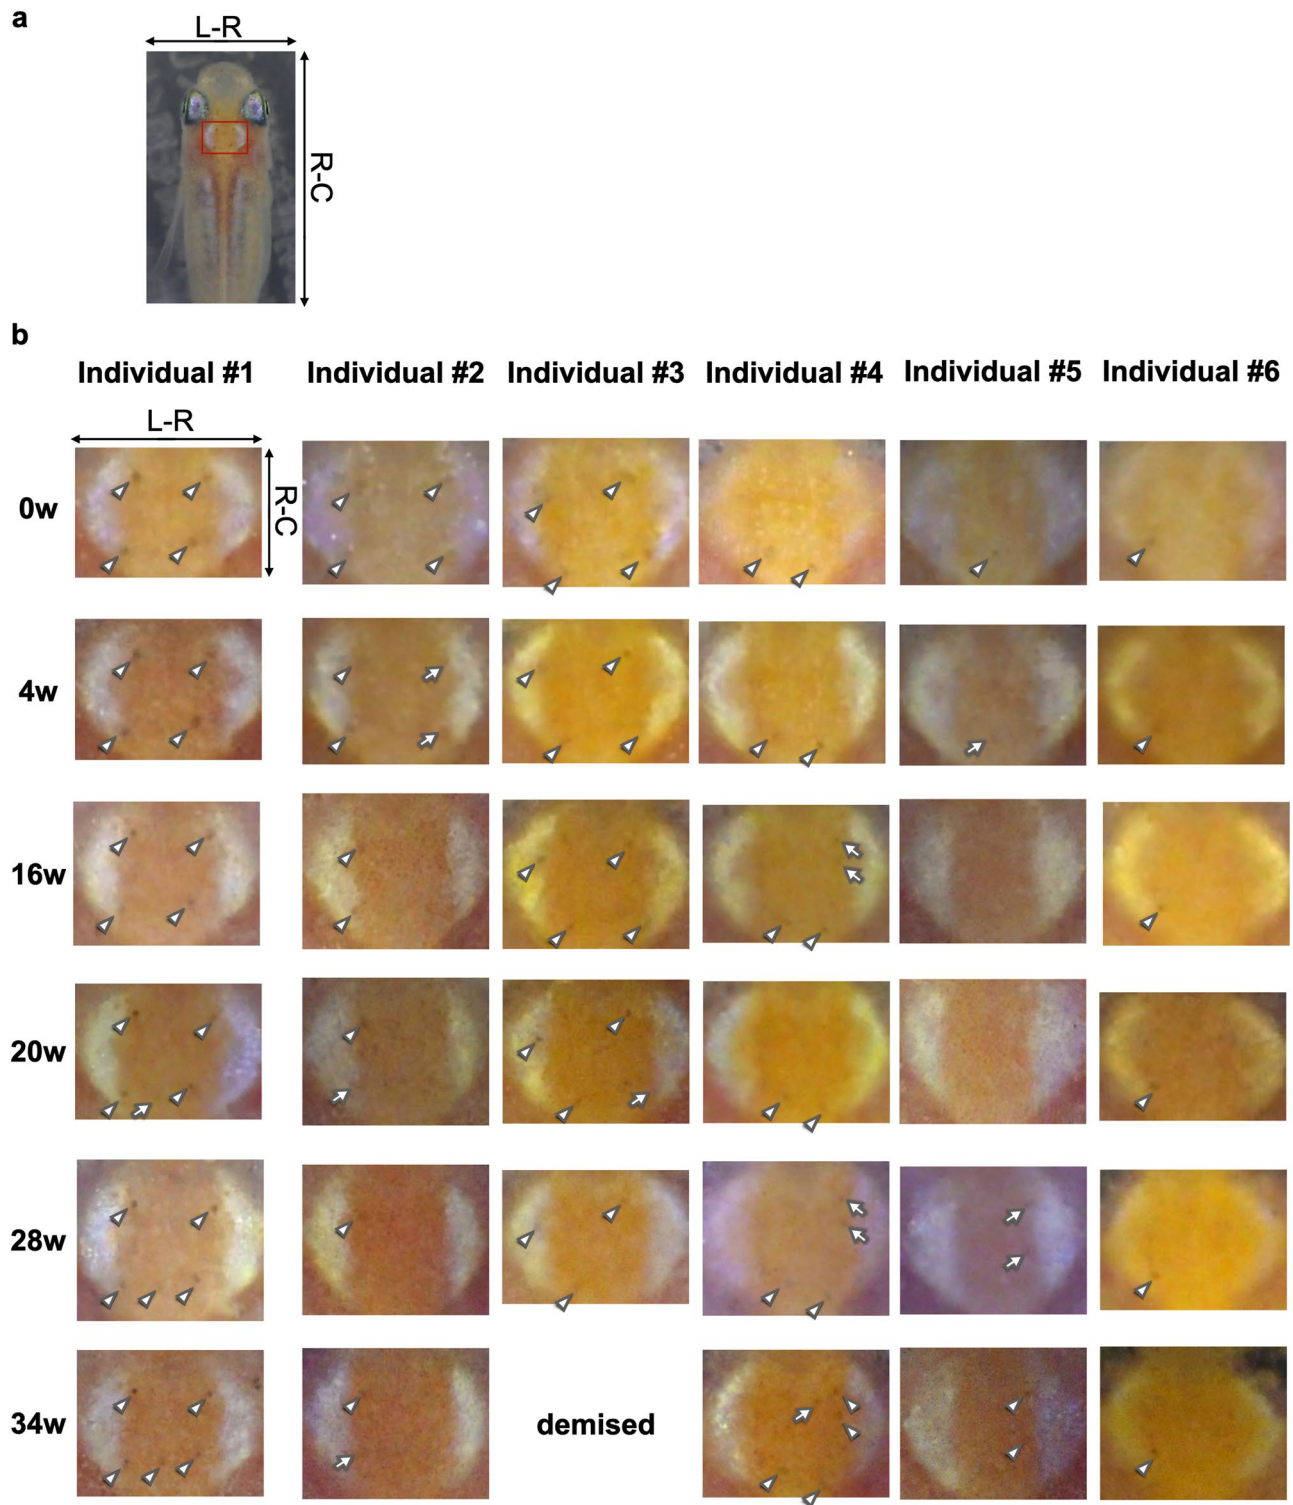 a
L-R
R-C
b
Individual #1 Individual #2 Individual #3 Individual #4 Individual #5 Individual #6
L-R
R-C
0w
4w
16w
20w
28w
34w
demised